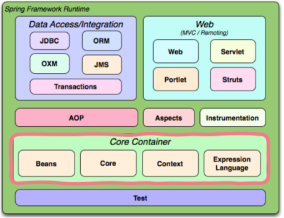 Spring Framework Runtime
Data Access/Integration
JDBC
ORM
OXM
JMS
Transactions
Web
(MVC / Remoting)
Web
Servlet
Portlet
Struts
AOP
Aspects
Instrumentation
Core Container
Beans
Core
Context
Expression
Language
Test